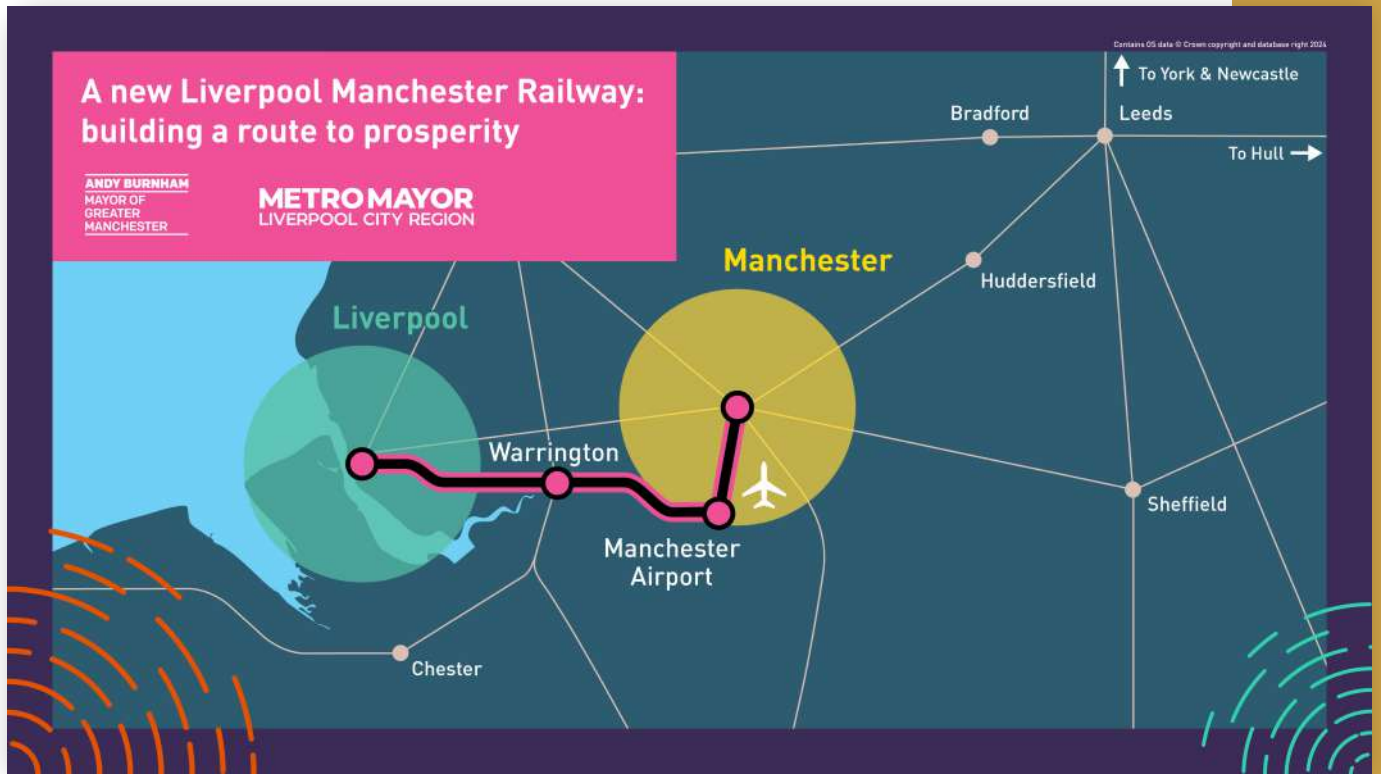 Contains OS data © Crown copyright and database right 2024
A new Liverpool Manchester Railway:
building a route to prosperity
ANDY BURNHAM
MAYOR OF
GREATER
MANCHESTER
METROMAYOR
LIVERPOOL CITY REGION
To York & Newcastle
Bradford
Leeds
To Hull
Manchester
Huddersfield
Liverpool
Warrington
Sheffield
Manchester
Airport
Chester